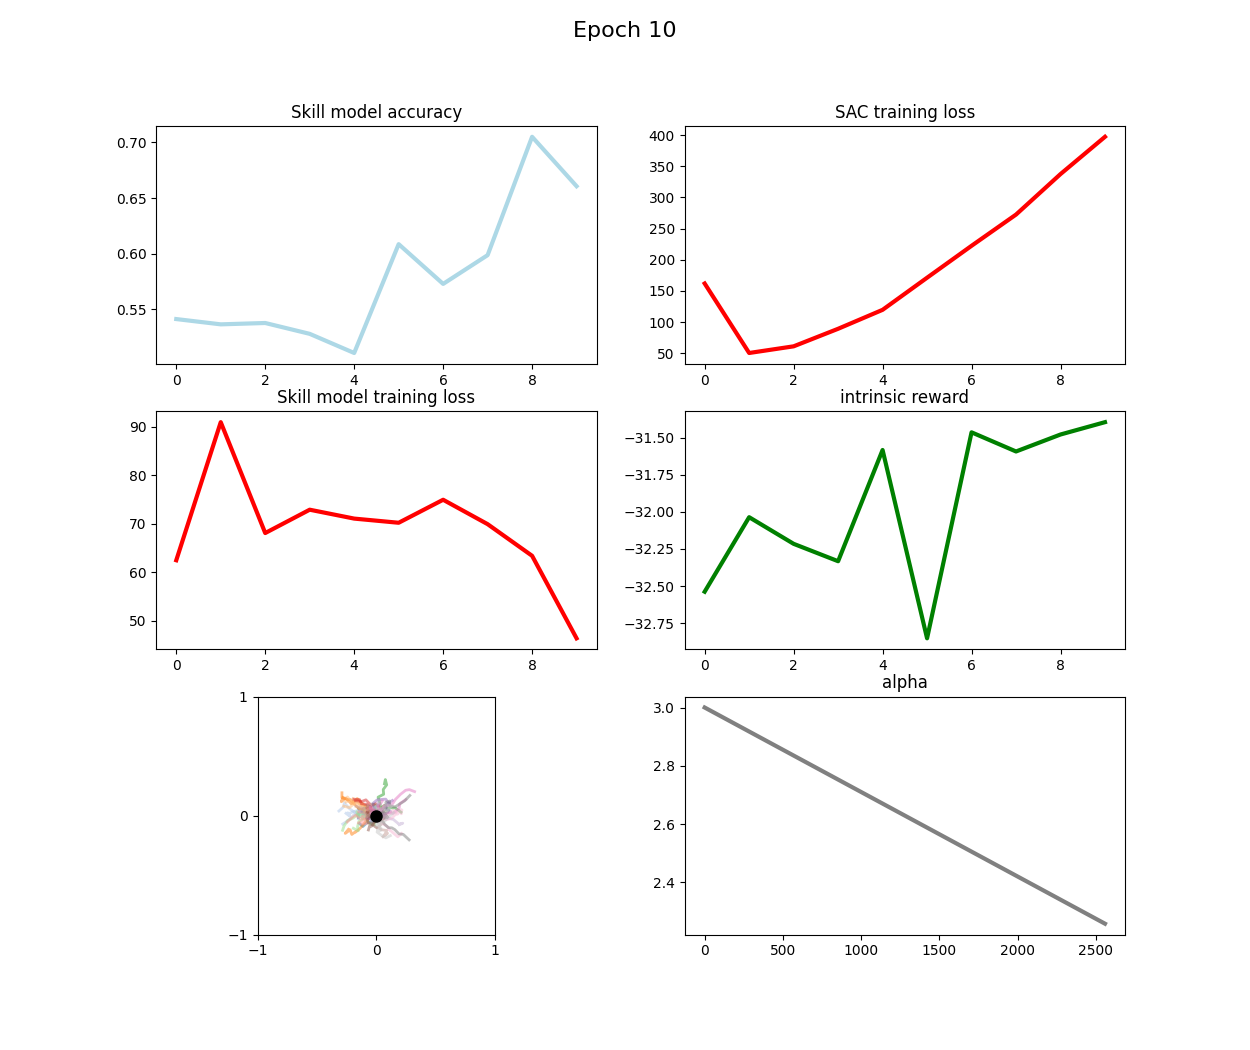 Epoch 10
Skill model accuracy
0.70
0.65
0.60
0.55
0 2 4 6 8
SAC training loss
400
350
300
250
200
150
100
50
0 2 4 6 8
Skill model training loss
90
80
70
60
50
0 2 4 6 8
intrinsic reward
−31.50
−31.75
−32.00
−32.25
−32.50
−32.75
0 2 4 6 8
1
0
−1
−1 0 1
alpha
3.0
2.8
2.6
2.4
0 500 1000 1500 2000 2500